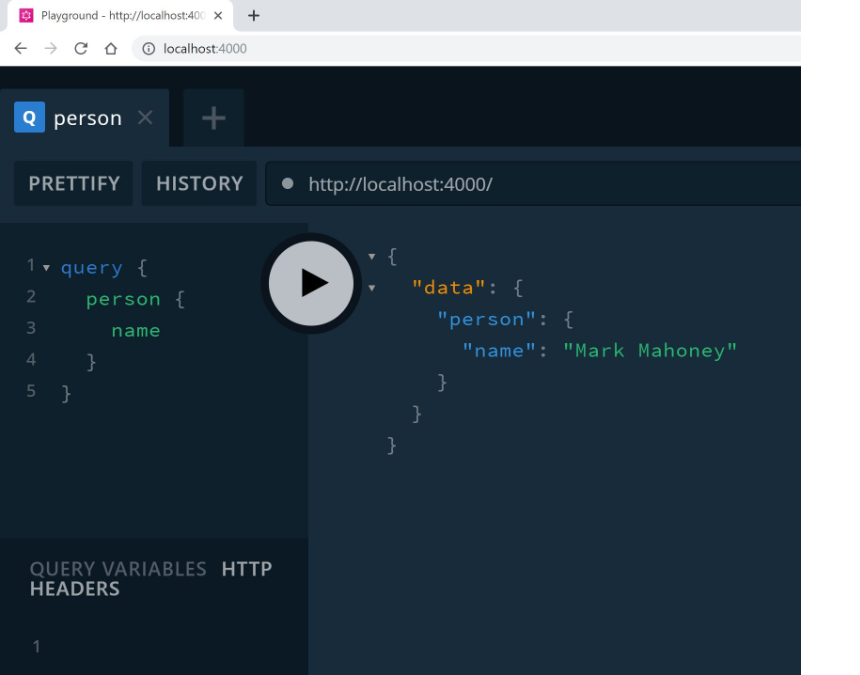 Playground - http://localhost:400
localhost:4000
Q person
PRETTIFY HISTORY http://localhost:4000/
1 query {
2 person {
3 name
4 }
5 }
{
"data": {
"person": {
"name": "Mark Mahoney"
}
}
}
QUERY VARIABLES HTTP
HEADERS
1